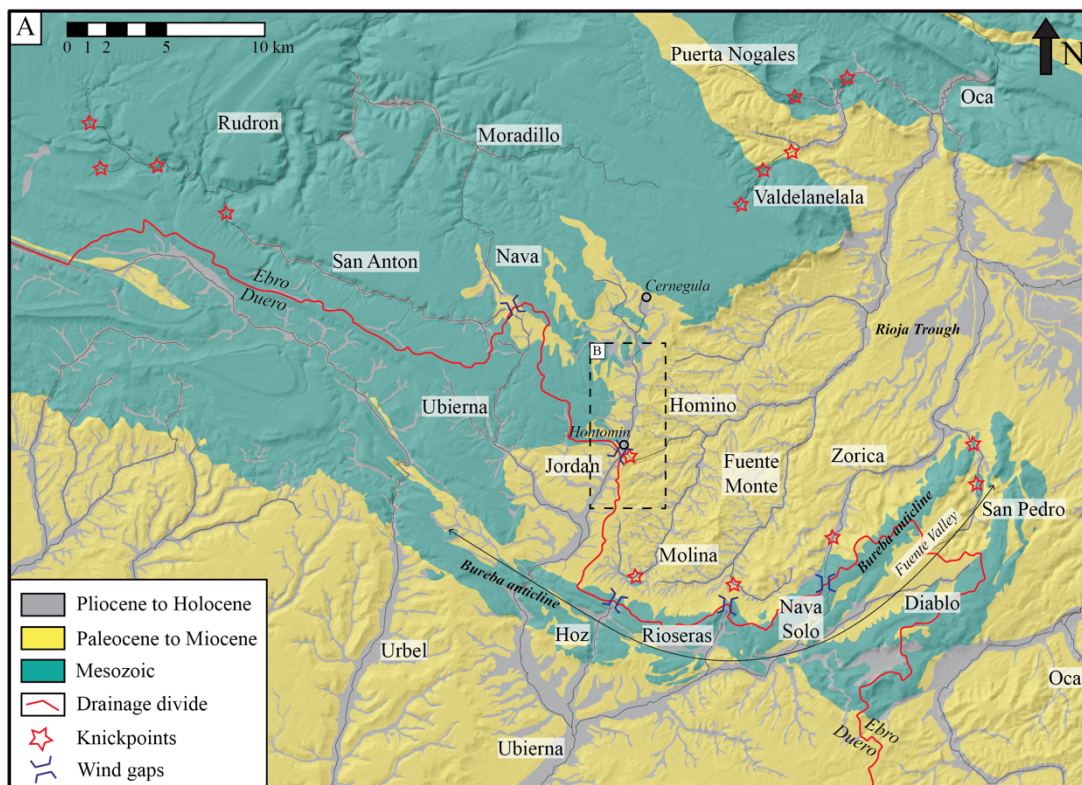 A
0 1 2 5 10 km
N
Puerta Nogales
Oca
Rudron
Moradillo
Valdelanelala
San Anton
Nava
Ebro
Duero
Cernegula
Rioja Trough
B
Ubierna
Homino
Hontomin
Jordan
Fuente
Monte
Zorica
San Pedro
Bureba anticline
Fuente Valley
Molina
Bureba anticline
Nava
Solo
Diablo
Hoz
Rioseras
Urbel
Oca
Ebro
Duero
Ubierna
Pliocene to Holocene
Paleocene to Miocene
Mesozoic
Drainage divide
Knickpoints
Wind gaps